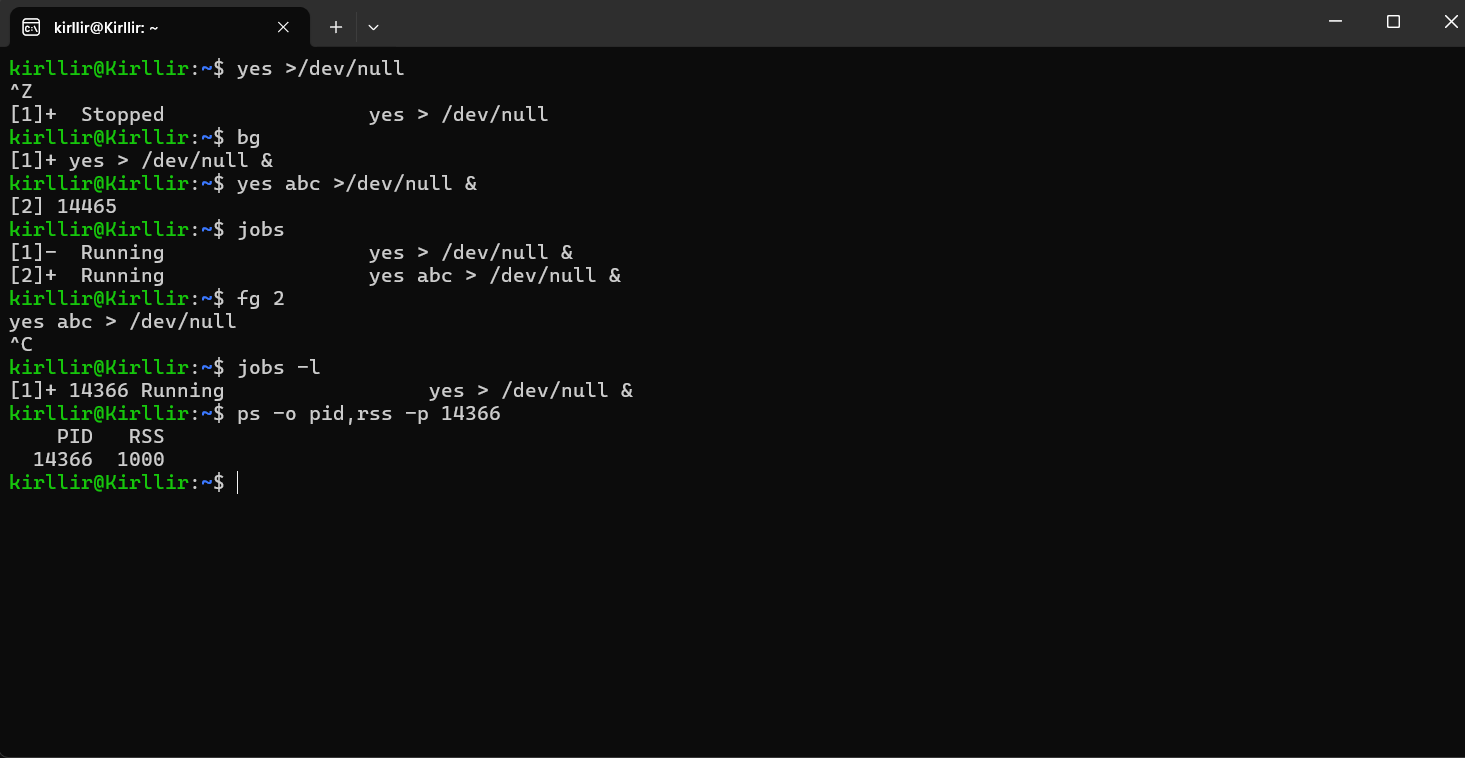 kirllir@Kirllir: ~
kirllir@Kirllir:~$ yes >/dev/null
^Z
[1]+  Stopped                 yes > /dev/null
kirllir@Kirllir:~$ bg
[1]+ yes > /dev/null &
kirllir@Kirllir:~$ yes abc >/dev/null &
[2] 14465
kirllir@Kirllir:~$ jobs
[1]-  Running                 yes > /dev/null &
[2]+  Running                 yes abc > /dev/null &
kirllir@Kirllir:~$ fg 2
yes abc > /dev/null
^C
kirllir@Kirllir:~$ jobs -l
[1]+ 14366 Running                 yes > /dev/null &
kirllir@Kirllir:~$ ps -o pid,rss -p 14366
    PID   RSS
  14366  1000
kirllir@Kirllir:~$